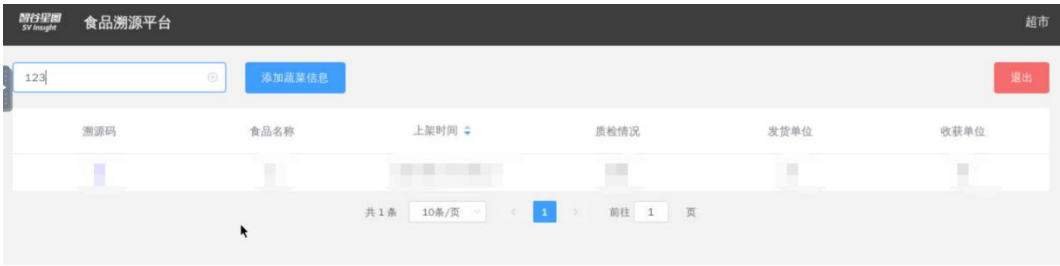 智谷星图 食品溯源平台 超市
SV Insight
123 添加蔬菜信息 退出
溯源码 食品名称 上架时间 质检情况 发货单位 收获单位
共 1 条 10条/页 < 1 > 前往 1 页